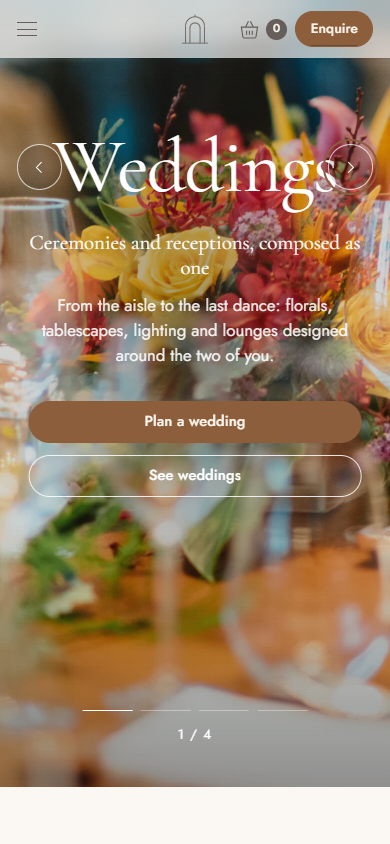 0
Enquire
Weddings
Ceremonies and receptions, composed as
one
From the aisle to the last dance: florals,
tablescapes, lighting and lounges designed
around the two of you.
Plan a wedding
See weddings
1 / 4